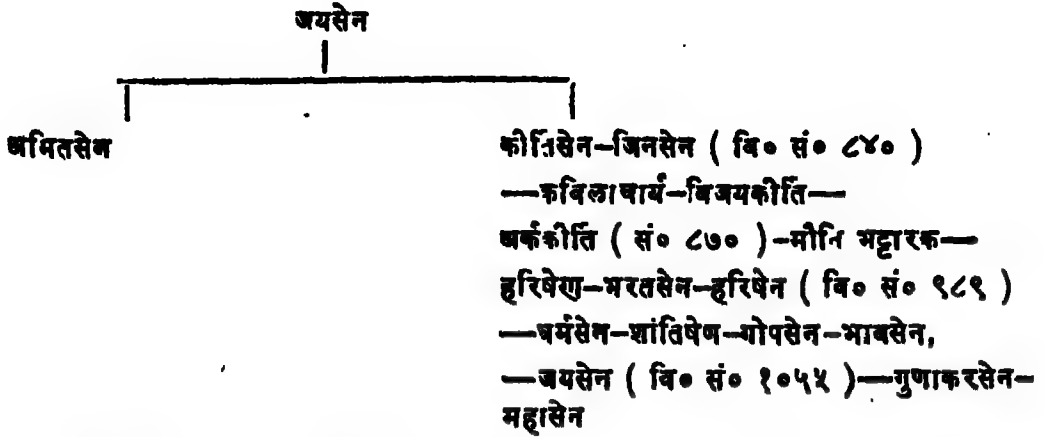 जयसेन
अमितसेन
कीर्तिसेन–जिनसेन ( वि० सं० ८४० )
—कविलाचार्य–विजयकीर्ति—
अर्ककीर्ति ( सं० ८७० )–मौनि भट्टारक—
हरिषेण–भरतसेन–हरिषेन ( वि० सं० ९८९ )
—धर्मसेन–शांतिषेण–गोपसेन–भावसेन,
—जयसेन ( वि० सं० १०५५ )—गुणाकरसेन–
महासेन